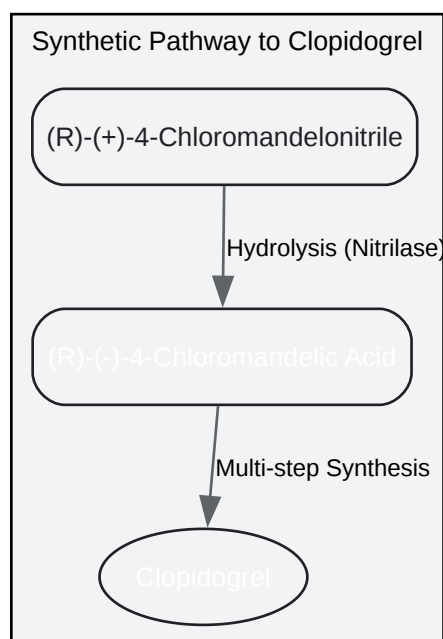 Synthetic Pathway to Clopidogrel
(R)-(+)-4-Chloromandelonitrile
Hydrolysis (Nitrilase)
(R)-(-)-4-Chloromandelic Acid
Multi-step Synthesis
Clopidogrel